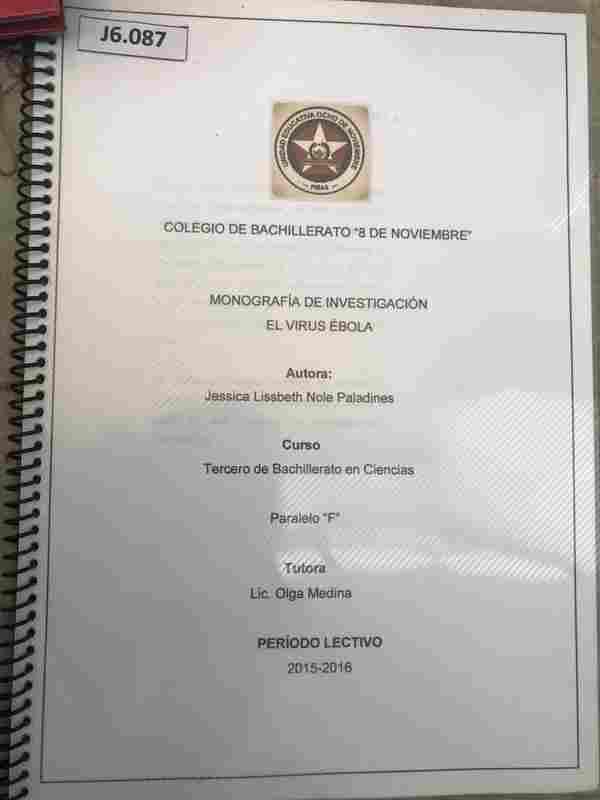 J6.087
UNIDAD EDUCATIVA OCHO DE NOVIEMBRE
COLEGIO DE BACHILLERATO "8 DE NOVIEMBRE"
MONOGRAFÍA DE INVESTIGACIÓN
EL VIRUS ÉBOLA
Autora:
Jessica Lissbeth Nole Paladines
Curso
Tercero de Bachillerato en Ciencias
Paralelo "F"
Tutora
Lic. Olga Medina
PERÍODO LECTIVO
2015-2016